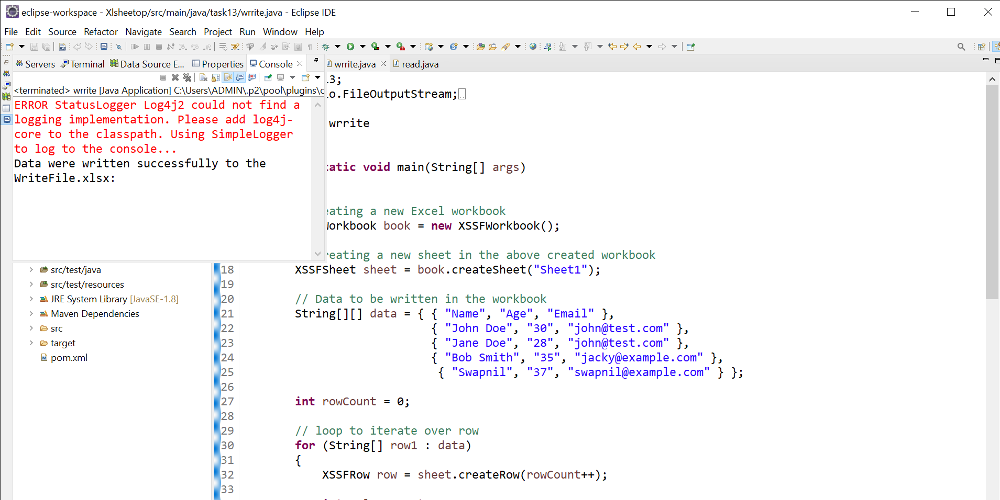 eclipse-workspace - Xlsheetop/src/main/java/task13/wrrite.java - Eclipse IDE
File Edit Source Refactor Navigate Search Project Run Window Help
Servers Terminal Data Source E... Properties Console
<terminated> wrrite [Java Application] C:\Users\ADMIN\.p2\pool\plugins\o
ERROR StatusLogger Log4j2 could not find a
logging implementation. Please add log4j-
core to the classpath. Using SimpleLogger
to log to the console...
Data were written successfully to the
WriteFile.xlsx:
src/test/java
src/test/resources
JRE System Library [JavaSE-1.8]
Maven Dependencies
src
target
pom.xml
wrrite.java read.java
13;
io.FileOutputStream;
wrrite
tatic void main(String[] args)
eating a new Excel workbook
Workbook book = new XSSFWorkbook();
reating a new sheet in the above created workbook
18 XSSFSheet sheet = book.createSheet("Sheet1");
19
20 // Data to be written in the workbook
21 String[][] data = { { "Name", "Age", "Email" },
22 { "John Doe", "30", "john@test.com" },
23 { "Jane Doe", "28", "john@test.com" },
24 { "Bob Smith", "35", "jacky@example.com" },
25 { "Swapnil", "37", "swapnil@example.com" } };
26
27 int rowCount = 0;
28
29 // loop to iterate over row
30 for (String[] row1 : data)
31 {
32 XSSFRow row = sheet.createRow(rowCount++);
33